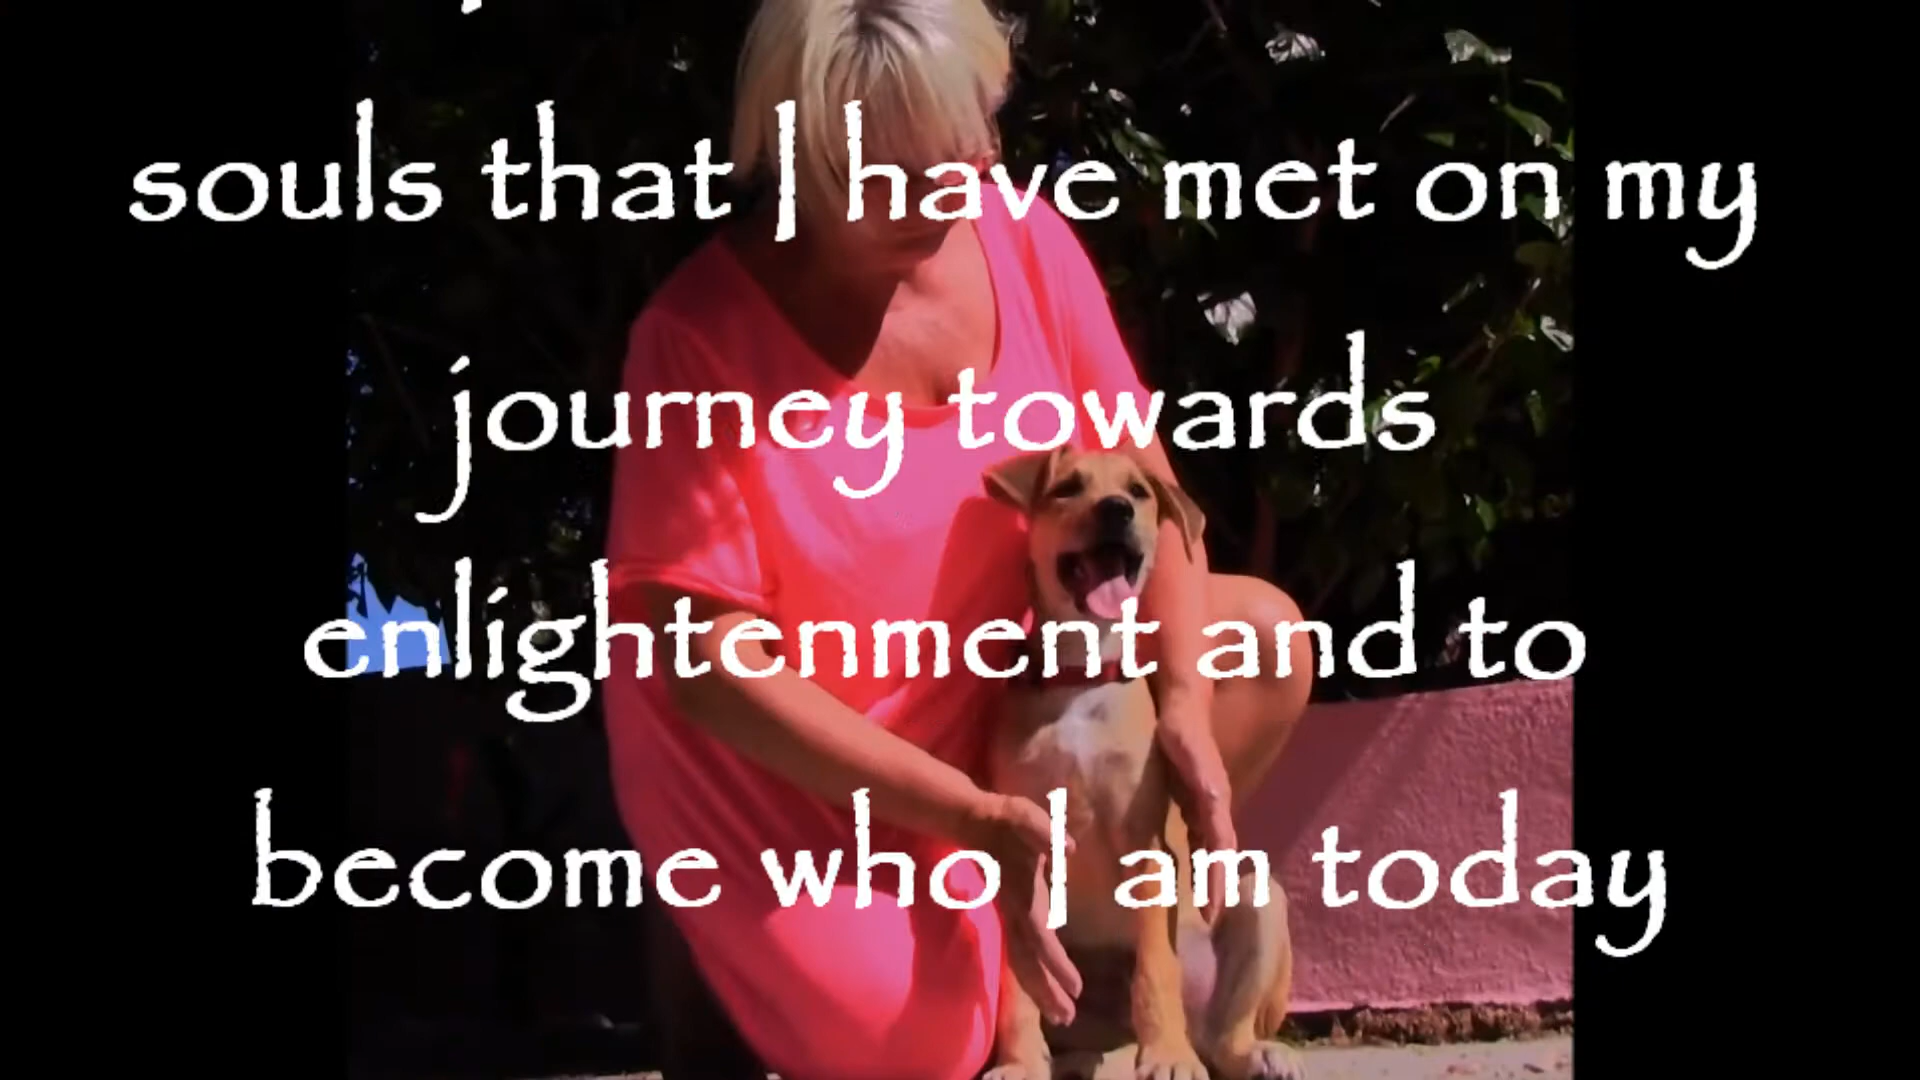 souls that I have met on my
journey towards
enlightenment and to
become who I am today